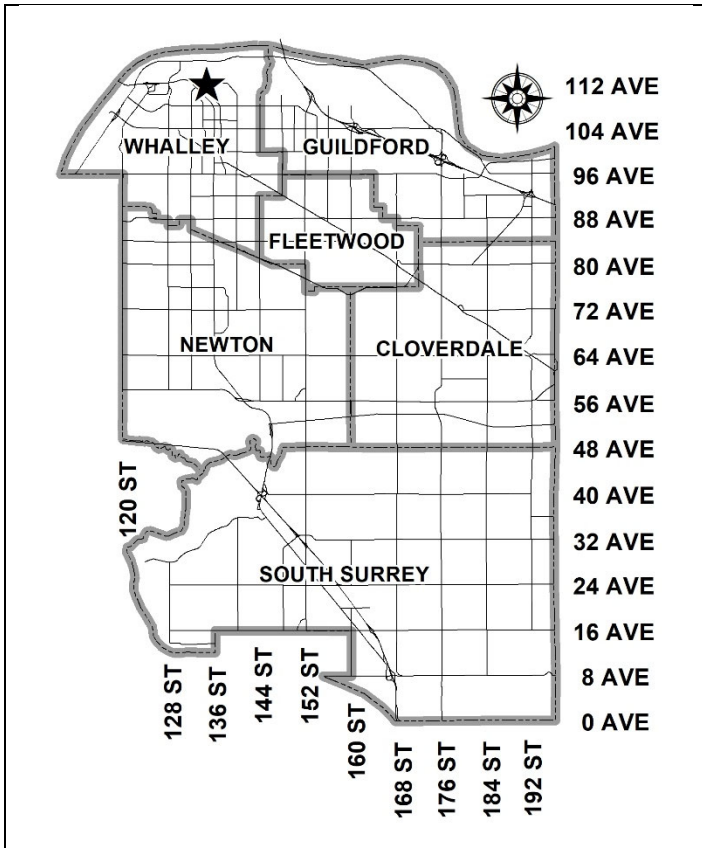 112 AVE
104 AVE
WHALLEY
GUILDFORD
96 AVE
88 AVE
FLEETWOOD
80 AVE
72 AVE
NEWTON
CLOVERDALE
64 AVE
56 AVE
48 AVE
120 ST
40 AVE
32 AVE
SOUTH SURREY
24 AVE
16 AVE
128 ST
136 ST
144 ST
152 ST
8 AVE
160 ST
0 AVE
168 ST
176 ST
184 ST
192 ST